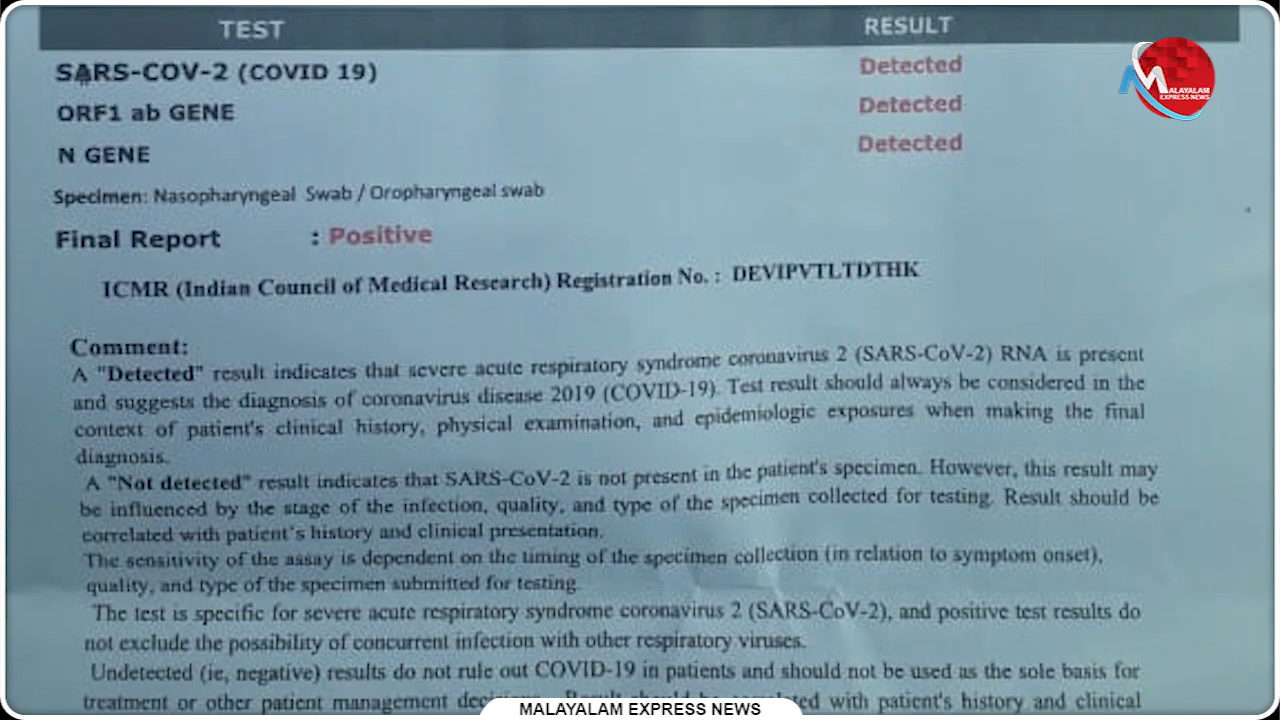 TEST RESULT
SARS-COV-2 (COVID 19) Detected
ORF1 ab GENE Detected
N GENE Detected
Specimen: Nasopharyngeal Swab / Oropharyngeal swab
Final Report : Positive
ICMR (Indian Council of Medical Research) Registration No. : DEVIPVTLTDTHK
Comment:
A "Detected" result indicates that severe acute respiratory syndrome coronavirus 2 (SARS-CoV-2) RNA is present
and suggests the diagnosis of coronavirus disease 2019 (COVID-19). Test result should always be considered in the
context of patient's clinical history, physical examination, and epidemiologic exposures when making the final
diagnosis.
A "Not detected" result indicates that SARS-CoV-2 is not present in the patient's specimen. However, this result may
be influenced by the stage of the infection, quality, and type of the specimen collected for testing. Result should be
correlated with patient's history and clinical presentation.
The sensitivity of the assay is dependent on the timing of the specimen collection (in relation to symptom onset),
quality, and type of the specimen submitted for testing.
The test is specific for severe acute respiratory syndrome coronavirus 2 (SARS-CoV-2), and positive test results do
not exclude the possibility of concurrent infection with other respiratory viruses.
Undetected (ie, negative) results do not rule out COVID-19 in patients and should not be used as the sole basis for
treatment or other patient management with patient's history and clinical
MALAYALAM
EXPRESS NEWS
MALAYALAM EXPRESS NEWS